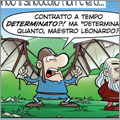 CONTRATTO A TEMPO
DETERMINATO?! MA "DETERMINA
QUANTO, MAESTRO LEONARDO?